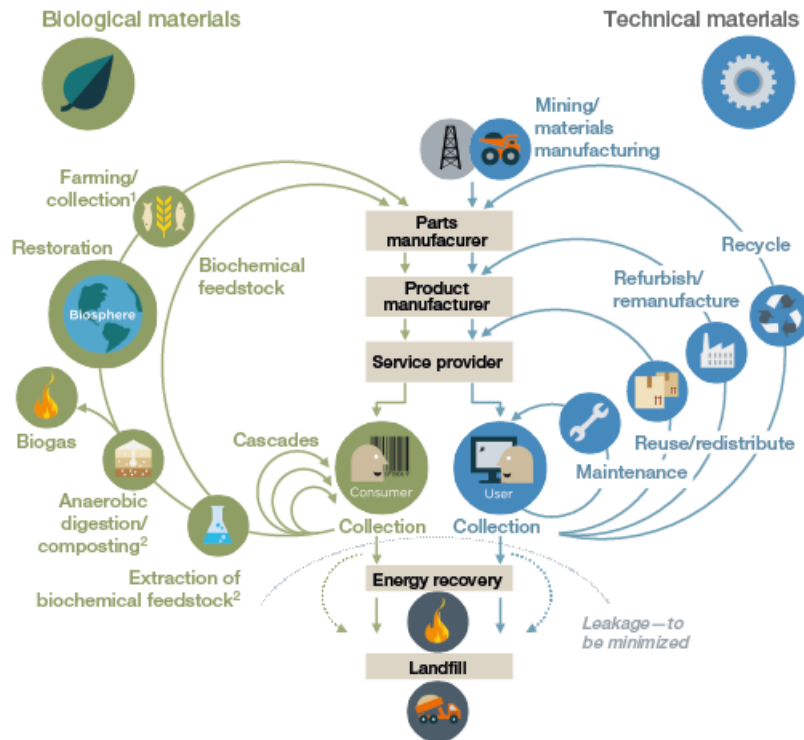 Biological materials
Technical materials
Mining/
materials
manufacturing
Farming/
collection¹
Restoration
Biosphere
Biochemical
feedstock
Parts
manufacurer
Product
manufacturer
Service provider
Recycle
Refurbish/
remanufacture
Biogas
Cascades
Anaerobic
digestion/
composting²
Extraction of
biochemical feedstock²
Consumer
User
Collection
Collection
Reuse/redistribute
Maintenance
Energy recovery
Leakage—to
be minimized
Landfill